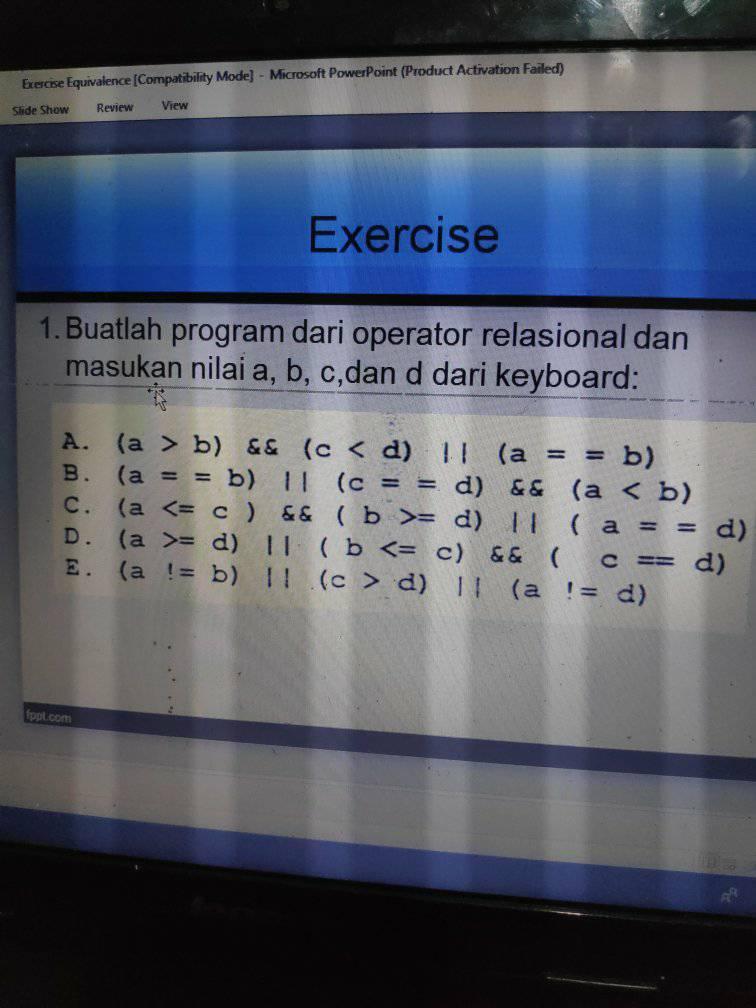 Exercise Equivalence [Compatibility Mode] - Microsoft PowerPoint (Product Activation Failed)
Slide Show Review View
Exercise
1. Buatlah program dari operator relasional dan
masukan nilai a, b, c,dan d dari keyboard:
A. (a > b) && (c < d) || (a = = b)
B. (a = = b) || (c = = d) && (a < b)
C. (a <= c ) && ( b >= d) || ( a = = d)
D. (a >= d) || ( b <= c) && ( c == d)
E. (a != b) || (c > d) || (a != d)
fppt.com